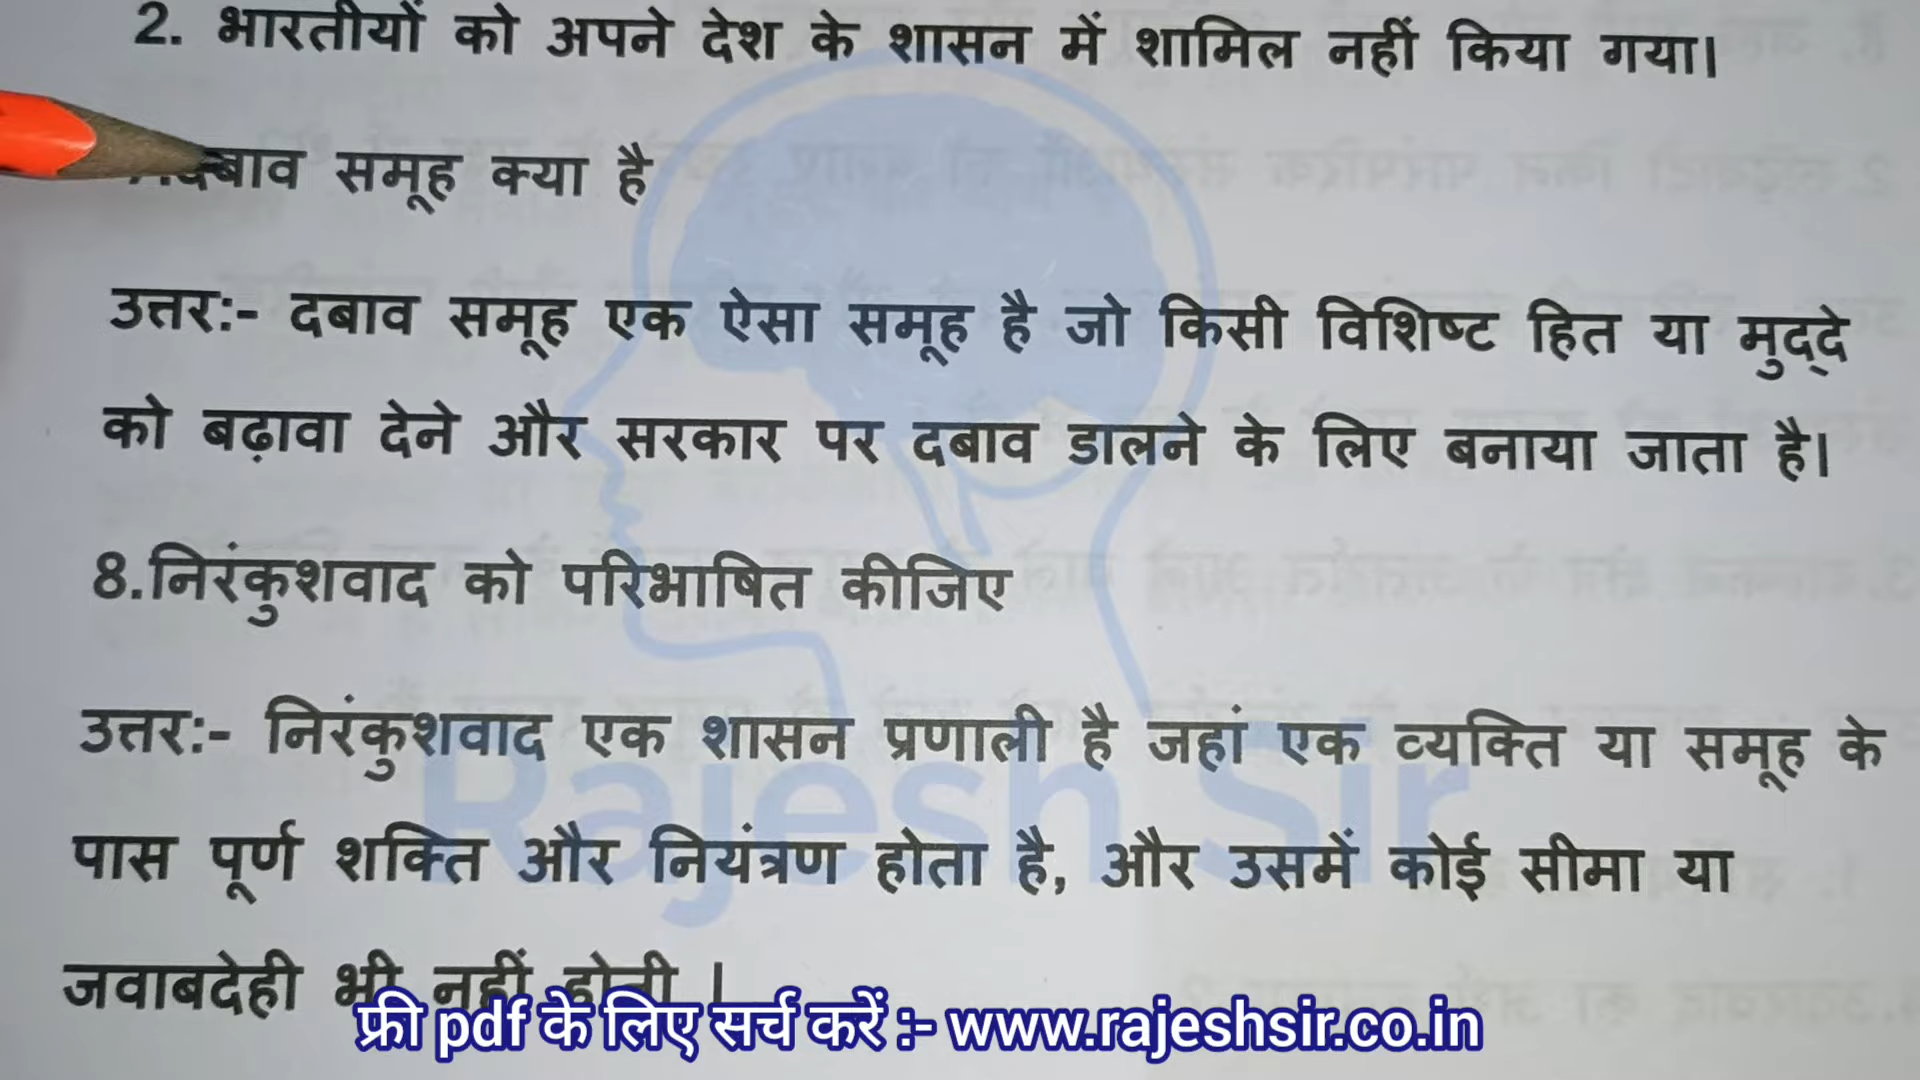 2. भारतीयों को अपने देश के शासन में शामिल नहीं किया गया।
समूह क्या है
उत्तर:- दबाव समूह एक ऐसा समूह है जो किसी विशिष्ट हित या मुद्दे
को बढ़ावा देने और सरकार पर दबाव डालने के लिए बनाया जाता है।
8.निरंकुशवाद को परिभाषित कीजिए
उत्तर:- निरंकुशवाद एक शासन प्रणाली है जहां एक व्यक्ति या समूह के
Rajesh Sir
पास पूर्ण शक्ति और नियंत्रण होता है, और उसमें कोई सीमा या
जवाबदेही भी नहीं होती |
फ्री pdf के लिए सर्च करें :- www.rajeshsir.co.in